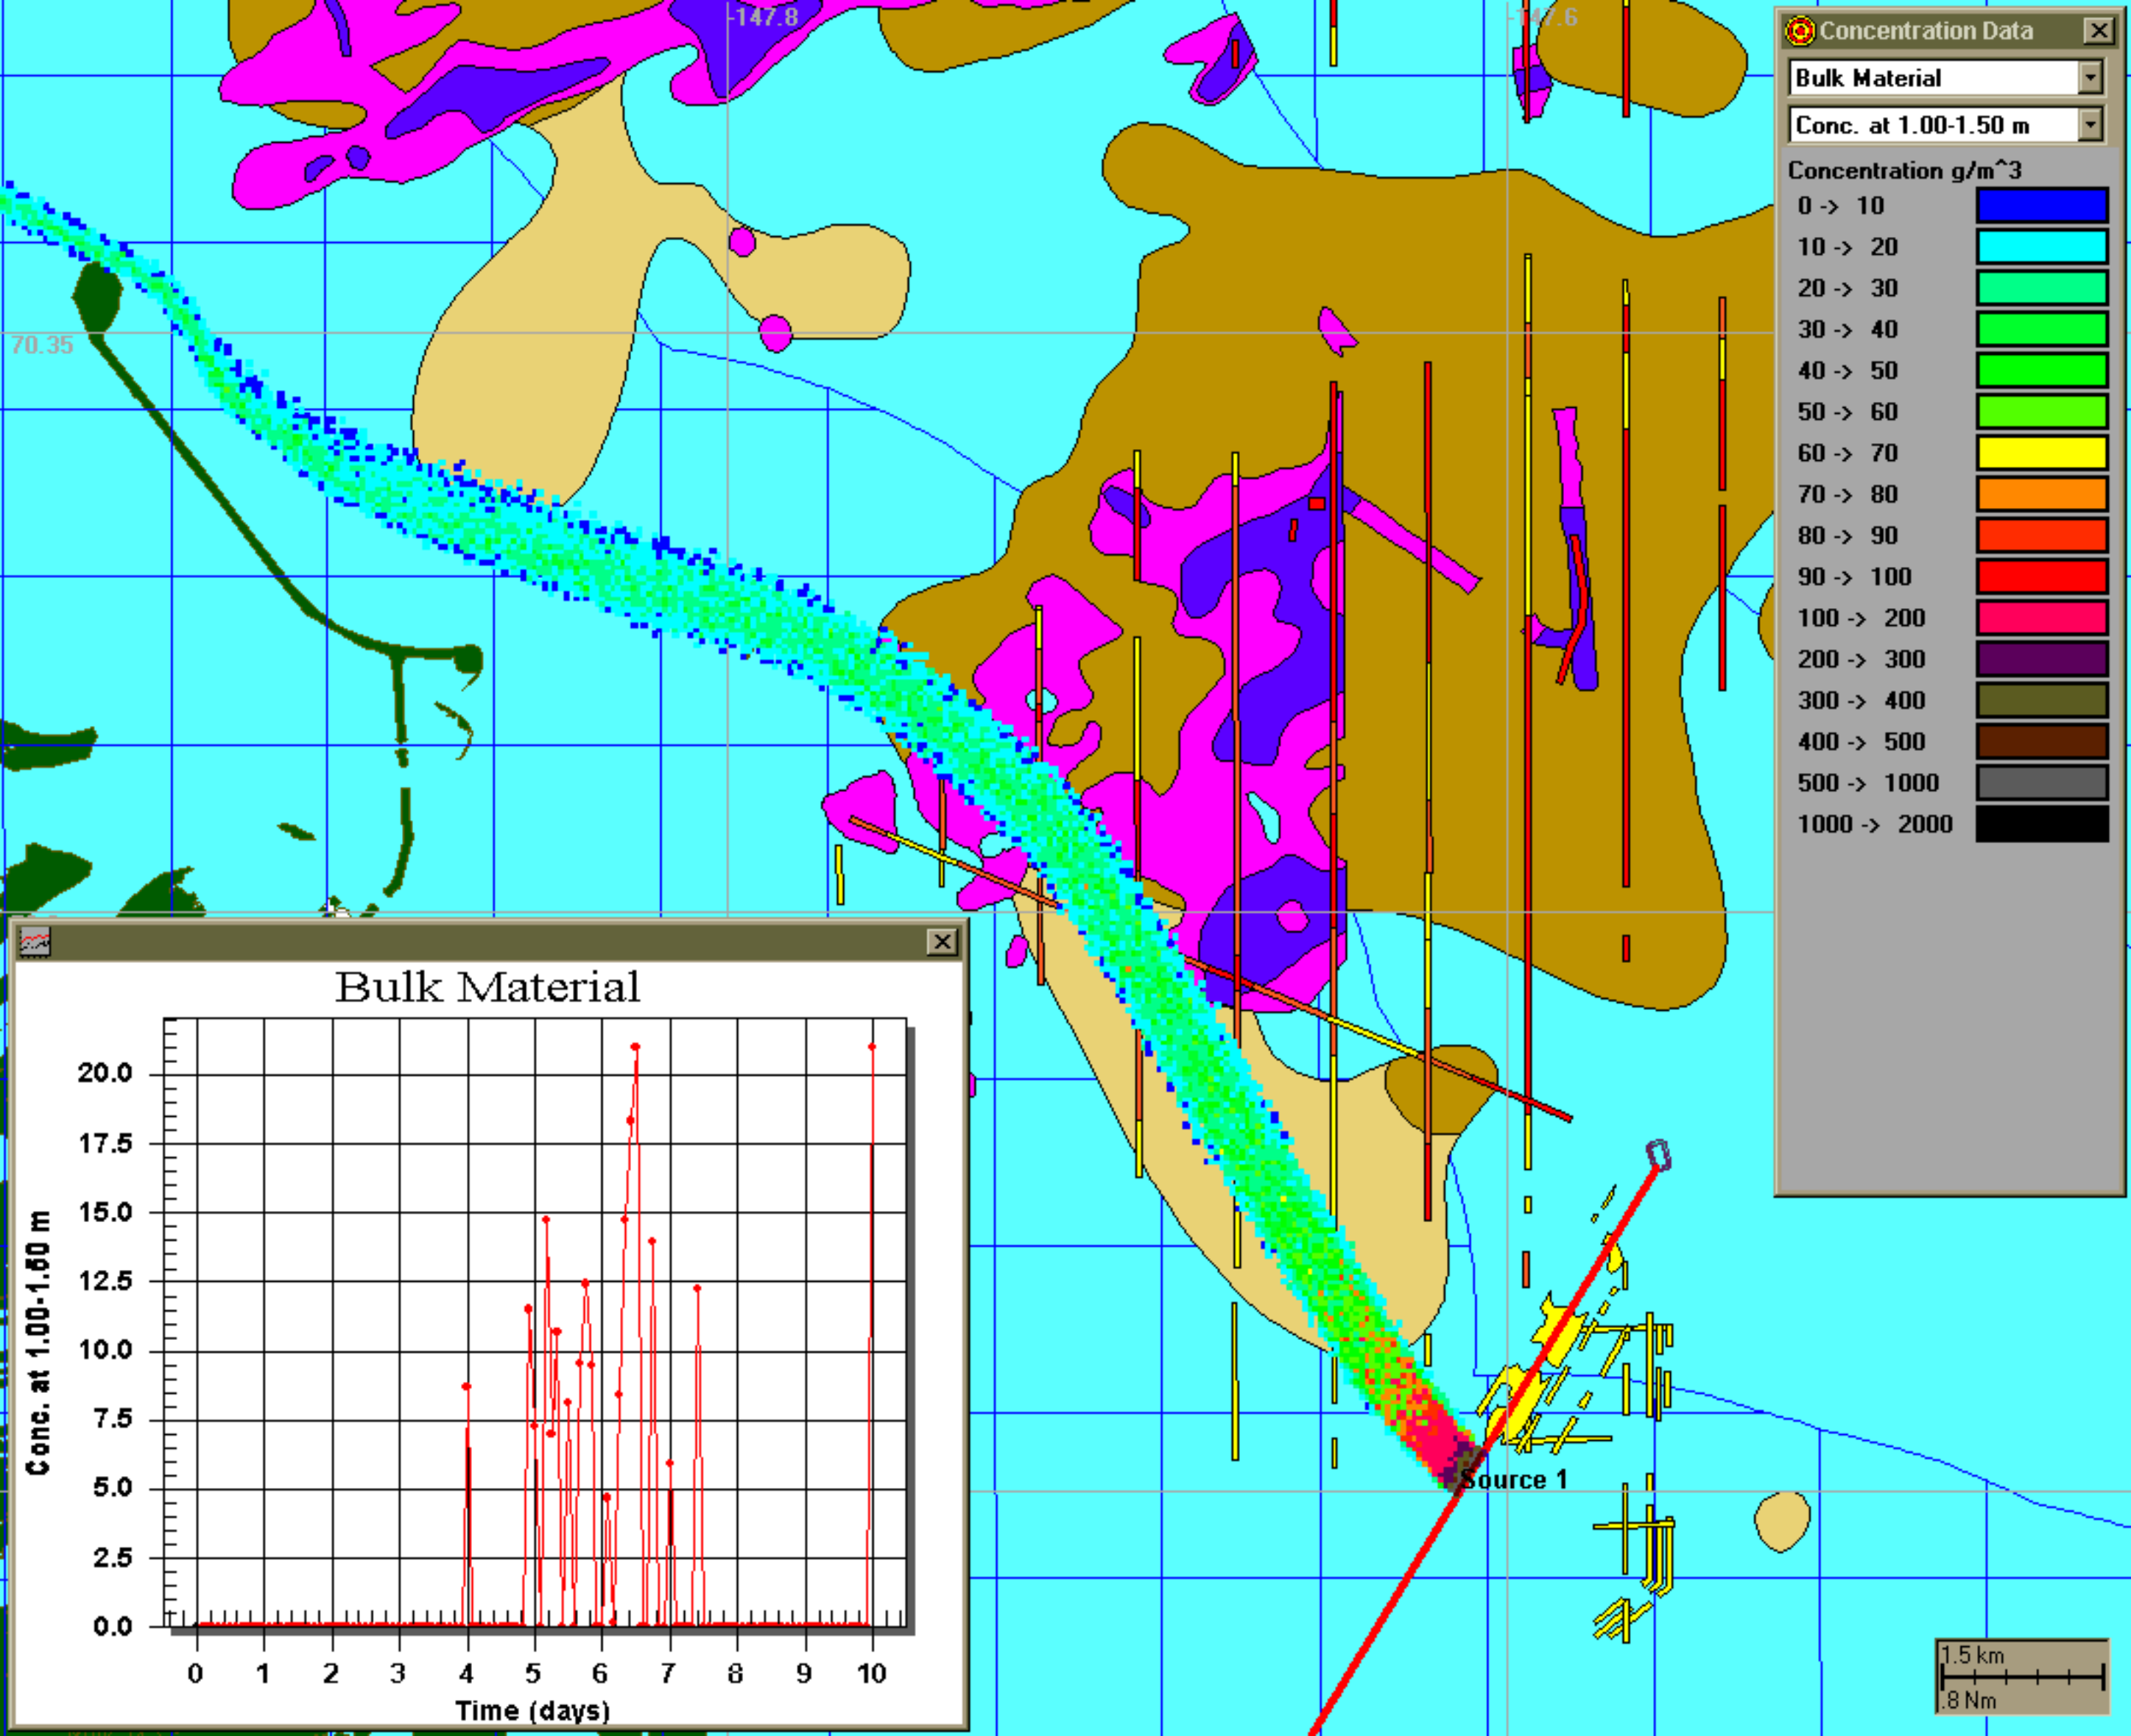 -147.8
-147.6
70.35
Concentration Data
Bulk Material
Conc. at 1.00-1.50 m
Concentration g/m^3
0 -> 10
10 -> 20
20 -> 30
30 -> 40
40 -> 50
50 -> 60
60 -> 70
70 -> 80
80 -> 90
90 -> 100
100 -> 200
200 -> 300
300 -> 400
400 -> 500
500 -> 1000
1000 -> 2000
Source 1
1.5 km
.8 Nm
Bulk Material
Conc. at 1.00-1.50 m
20.0
17.5
15.0
12.5
10.0
7.5
5.0
2.5
0.0
0 1 2 3 4 5 6 7 8 9 10
Time (days)